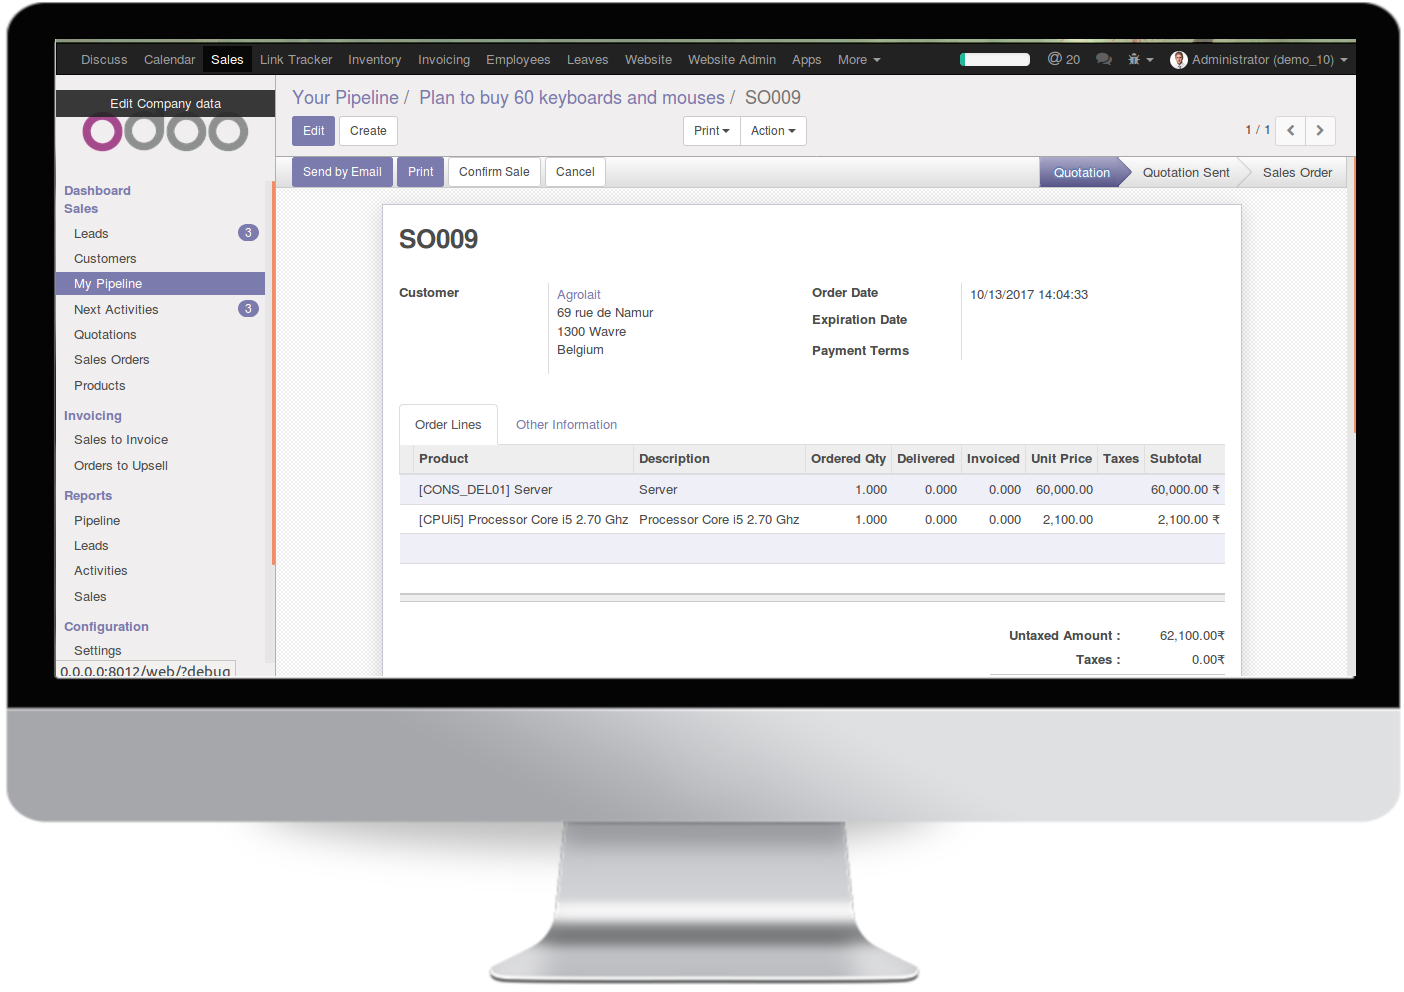 Discuss Calendar Sales Link Tracker Inventory Invoicing Employees Leaves Website Website Admin Apps More @ 20 Administrator (demo_10)
Edit Company data
odoo
Your Pipeline / Plan to buy 60 keyboards and mouses / SO009
Edit Create Print Action 1 / 1
Send by Email Print Confirm Sale Cancel Quotation Quotation Sent Sales Order
Dashboard
Sales
Leads 3
Customers
My Pipeline
Next Activities 3
Quotations
Sales Orders
Products
Invoicing
Sales to Invoice
Orders to Upsell
Reports
Pipeline
Leads
Activities
Sales
Configuration
Settings
0.0.0.0:8012/web/?debug
SO009
Customer Agrolait
69 rue de Namur
1300 Wavre
Belgium
Order Date 10/13/2017 14:04:33
Expiration Date
Payment Terms
Order Lines Other Information
Product Description Ordered Qty Delivered Invoiced Unit Price Taxes Subtotal
[CONS_DEL01] Server Server 1.000 0.000 0.000 60,000.00 60,000.00 ₹
[CPUi5] Processor Core i5 2.70 Ghz Processor Core i5 2.70 Ghz 1.000 0.000 0.000 2,100.00 2,100.00 ₹
Untaxed Amount : 62,100.00₹
Taxes : 0.00₹